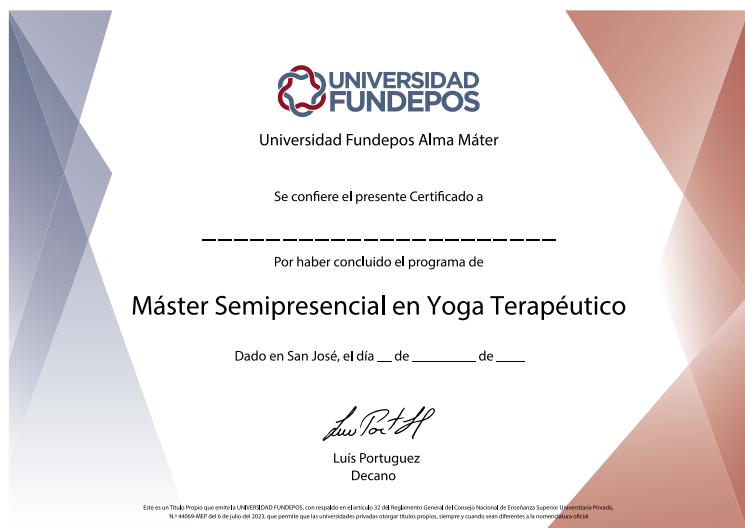 UNIVERSIDAD
FUNDEPOS
Universidad Fundepos Alma Máter
Se confiere el presente Certificado a
_ _ _ _ _ _ _ _ _ _ _ _ _ _ _ _ _ _ _ _ _ _
Por haber concluido el programa de
Máster Semipresencial en Yoga Terapéutico
Dado en San José, el día __ de _________ de ____
Luís Portuguez
Decano
Este es un Título Propio que emite la UNIVERSIDAD FUNDEPOS, con respaldo en el artículo 32 del Reglamento General del Consejo Nacional de Enseñanza Superior Universitaria Privada,
N.º 44069-MEP del 6 de julio del 2023, que permite que las universidades privadas otorgar títulos propios, siempre y cuando sean diferentes a la nomenclatura oficial